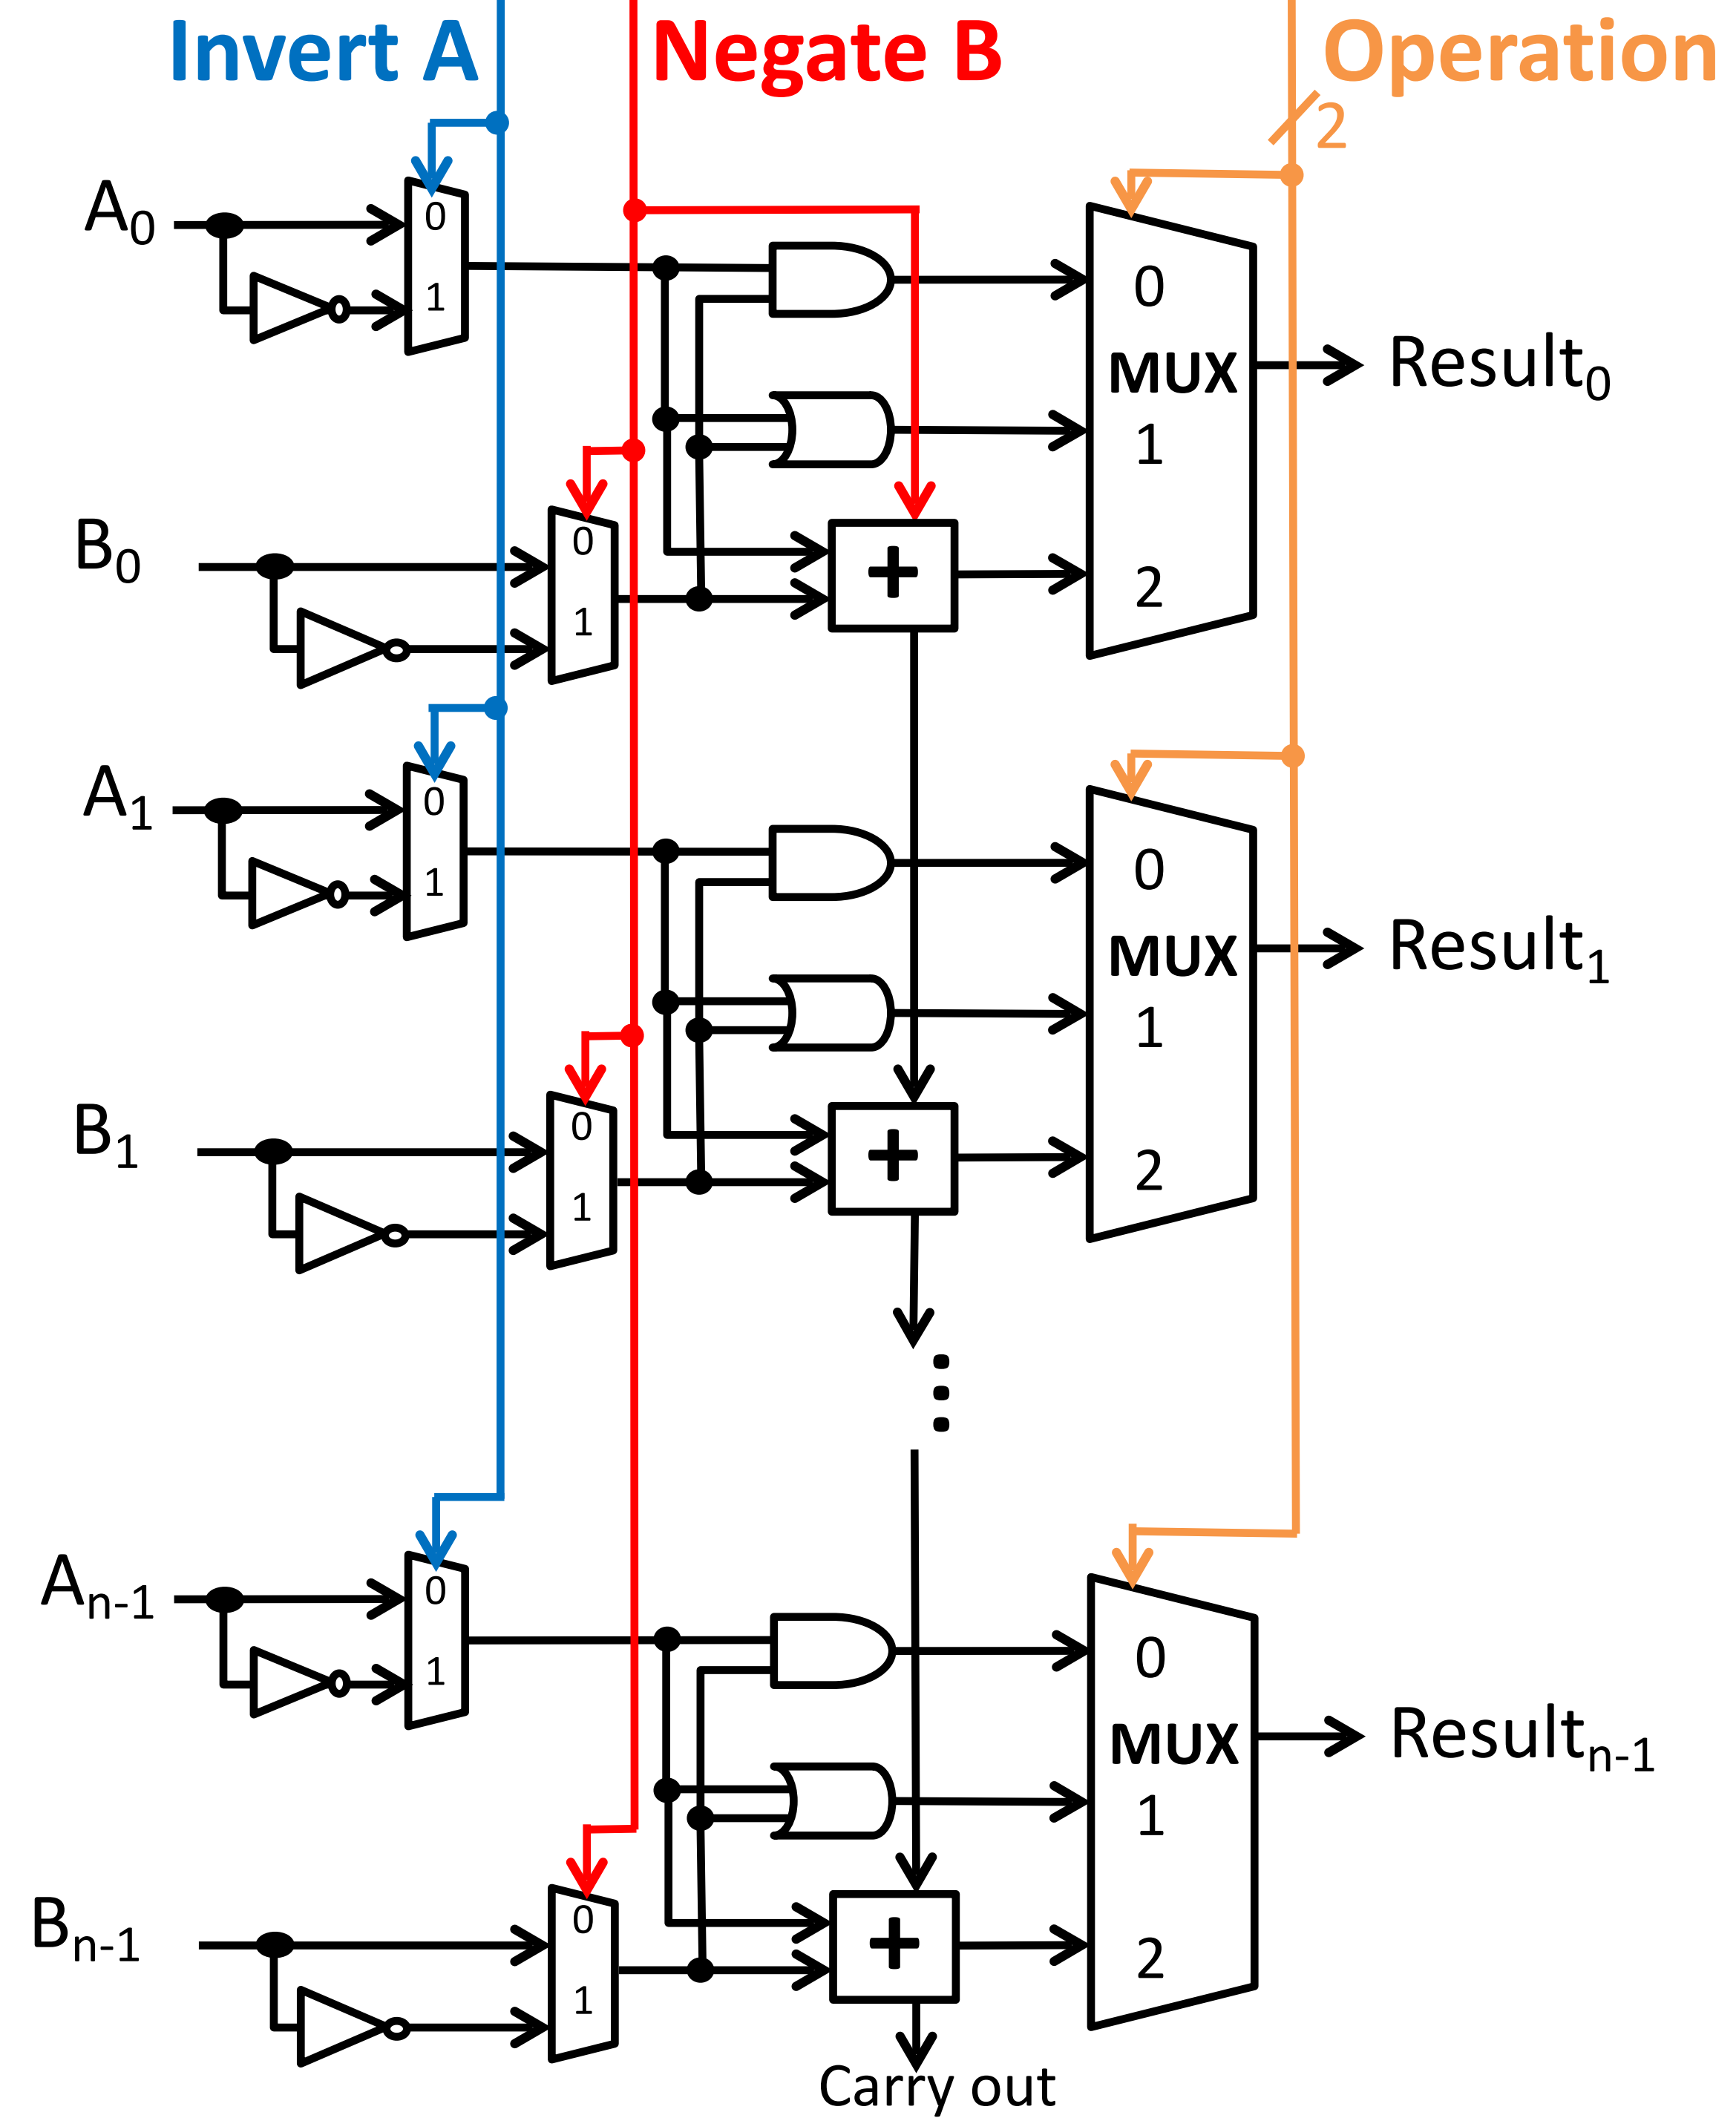 Invert A
Negate B
Operation
2
A0
0
1
0
MUX
1
2
Result0
B0
0
1
A1
0
1
0
MUX
1
2
Result1
B1
0
1
An-1
0
1
0
MUX
1
2
Resultn-1
Bn-1
0
1
Carry out